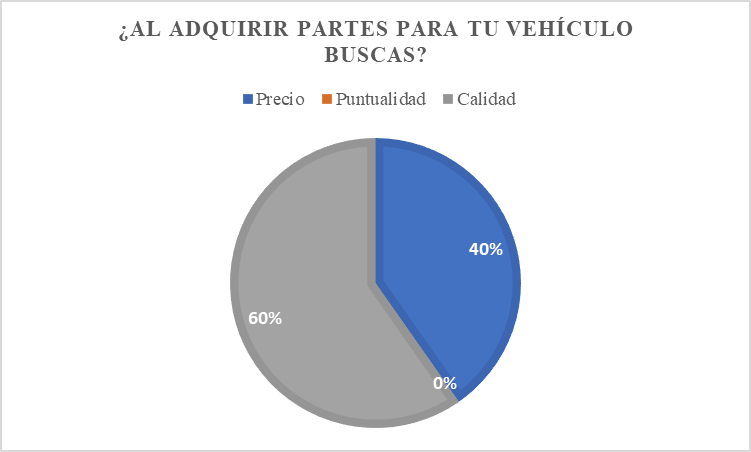 ¿AL ADQUIRIR PARTES PARA TU VEHÍCULO
BUSCAS?
Precio Puntualidad Calidad
40%
60%
0%